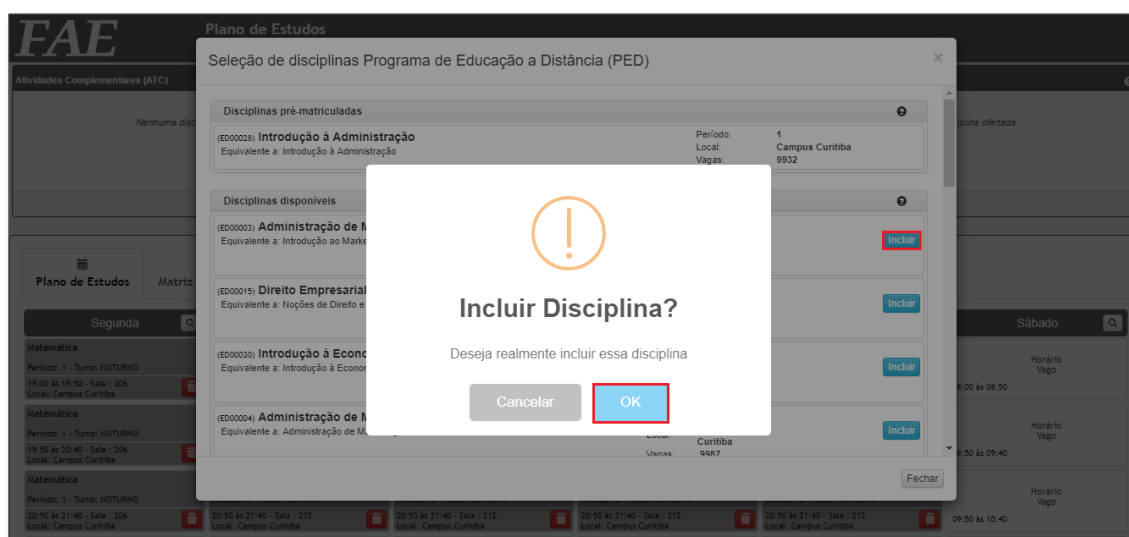 FAE
Plano de Estudos
Seleção de disciplinas Programa de Educação a Distância (PED)
×
Atividades Complementares (ATC)
Nenhuma disc
iplina ofertada
Disciplinas pré-matriculadas
(ED00028) Introdução à Administração
Equivalente a: Introdução à Administração
Período: 1
Local: Campus Curitiba
Vagas: 9932
Disciplinas disponíveis
(ED00003) Administração de M
Equivalente a: Introdução ao Marke
Incluir
(ED00015) Direito Empresarial
Equivalente a: Noções de Direito e
Incluir
(ED00030) Introdução à Econo
Equivalente a: Introdução à Econor
Incluir
(ED00004) Administração de M
Equivalente a: Administração de M
Incluir
Curitiba
Vagas: 9987
Fechar
Incluir Disciplina?
Deseja realmente incluir essa disciplina
Cancelar
OK
Plano de Estudos
Matriz
Segunda
Sábado
Matemática
Período: 1 - Turno: NOTURNO
19:00 às 19:50 - Sala : 206
Local: Campus Curitiba
Horário
Vago
8:00 às 08:50
Matemática
Período: 1 - Turno: NOTURNO
19:50 às 20:40 - Sala : 206
Local: Campus Curitiba
Horário
Vago
8:50 às 09:40
Matemática
Período: 1 - Turno: NOTURNO
20:50 às 21:40 - Sala : 206
Local: Campus Curitiba
20:50 às 21:40 - Sala : 212
Local: Campus Curitiba
20:50 às 21:40 - Sala : 212
Local: Campus Curitiba
20:50 às 21:40 - Sala : 212
Local: Campus Curitiba
20:50 às 21:40 - Sala : 212
Local: Campus Curitiba
Horário
Vago
09:50 às 10:40